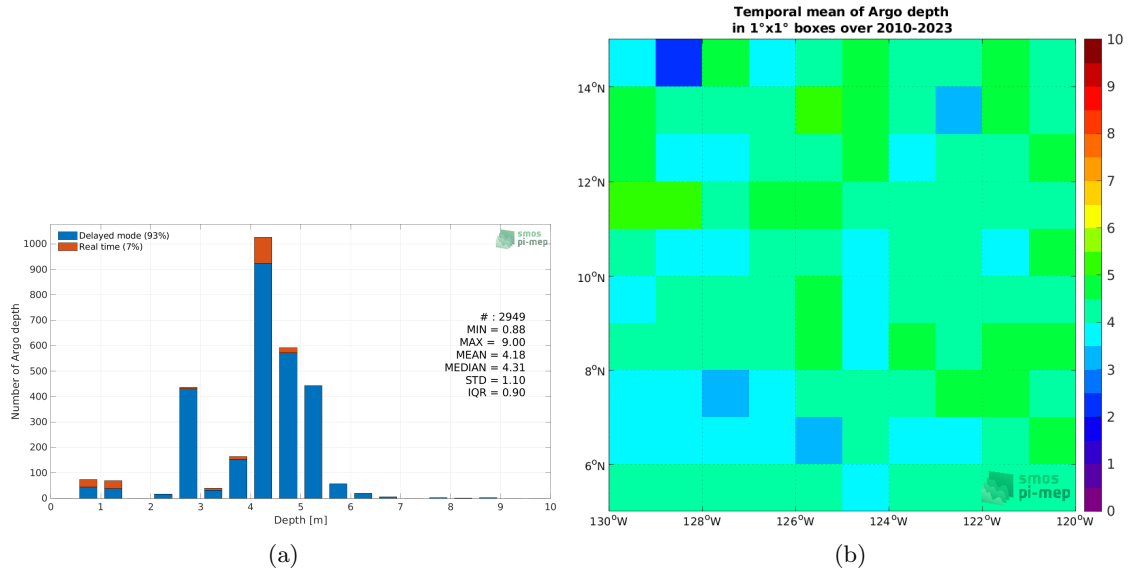 Delayed mode (93%)
Real time (7%)
smos
pi-mep
Number of Argo depth
1000
900
800
700
600
500
400
300
200
100
0
# : 2949
MIN = 0.88
MAX = 9.00
MEAN = 4.18
MEDIAN = 4.31
STD = 1.10
IQR = 0.90
0 1 2 3 4 5 6 7 8 9 10
Depth [m]
(a)
Temporal mean of Argo depth
in 1°x1° boxes over 2010-2023
14°N
12°N
10°N
8°N
6°N
130°W 128°W 126°W 124°W 122°W 120°W
smos
pi-mep
10
9
8
7
6
5
4
3
2
1
0
(b)